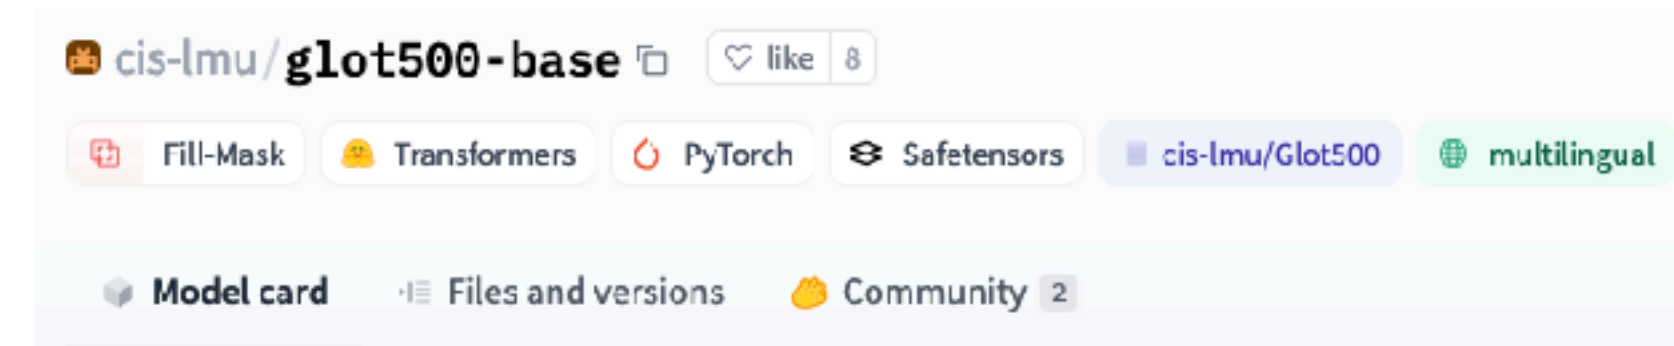 cis-lmu/glot500-base like 8
Fill-Mask Transformers PyTorch Safetensors cis-lmu/Glot500 multilingual
Model card Files and versions Community 2